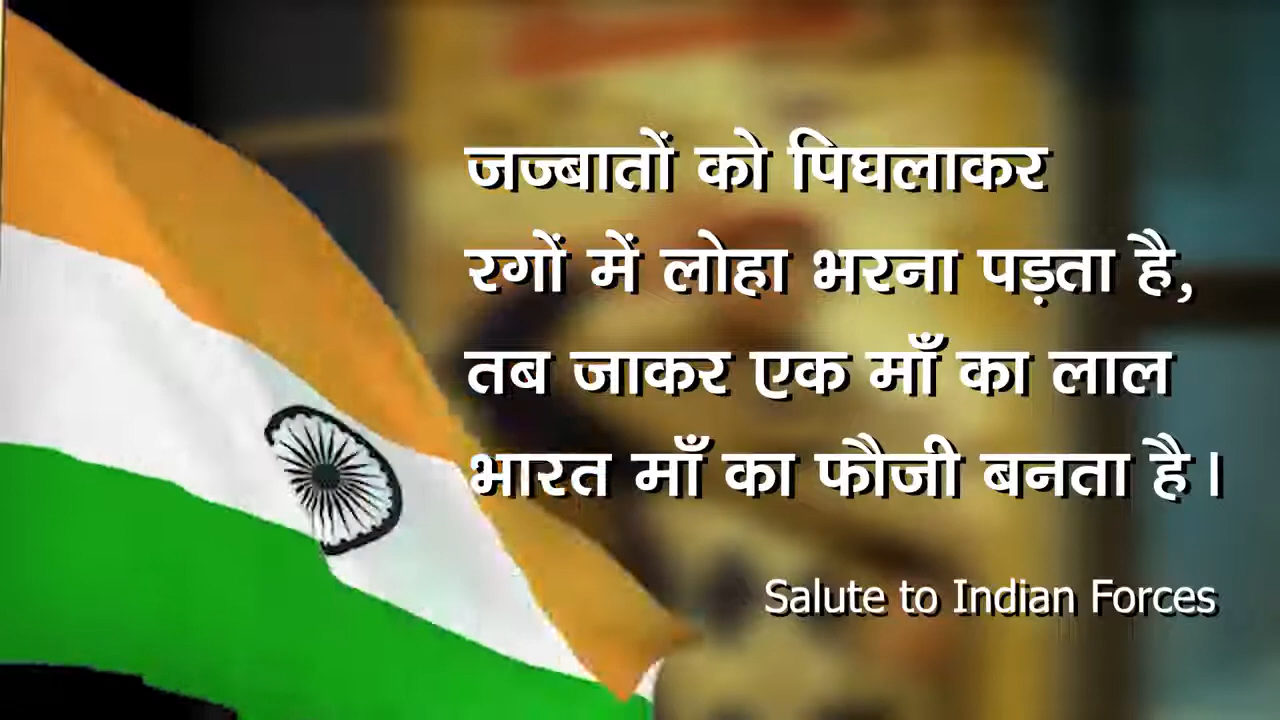 जज्बातों को पिघलाकर
रगों में लोहा भरना पड़ता है,
तब जाकर एक माँ का लाल
भारत माँ का फौजी बनता है।
Salute to Indian Forces